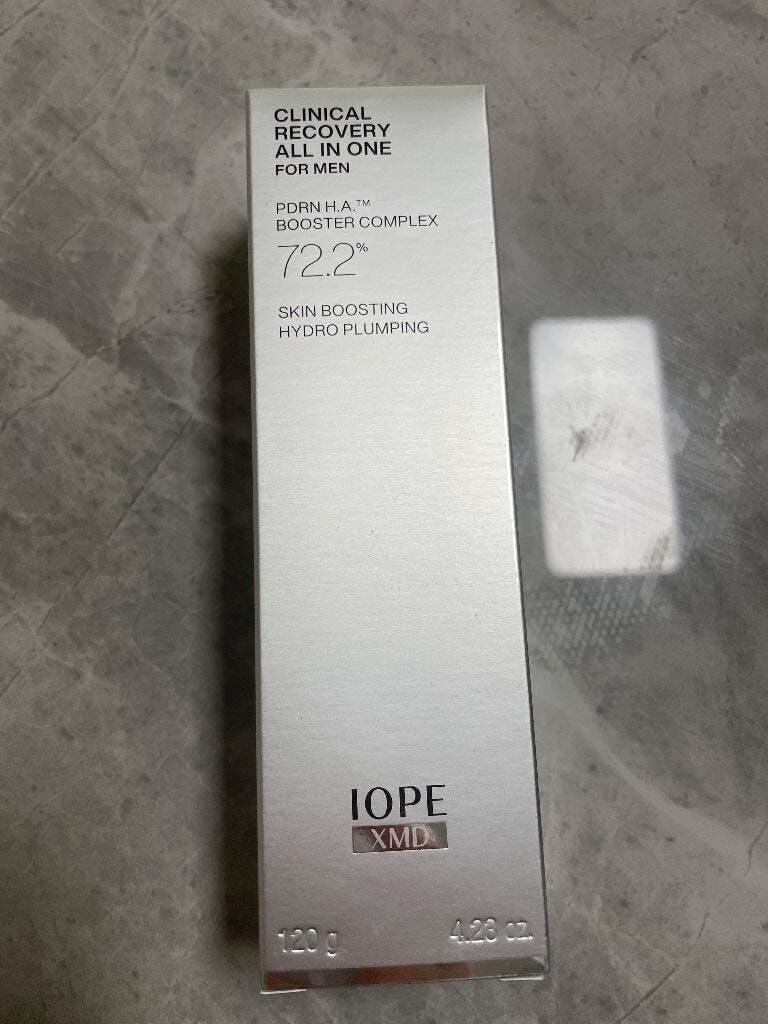 CLINICAL
RECOVERY
ALL IN ONE
FOR MEN
PDRN H.A.™
BOOSTER COMPLEX
72.2%
SKIN BOOSTING
HYDRO PLUMPING
IOPE
XMD
120 g
4.23 oz.